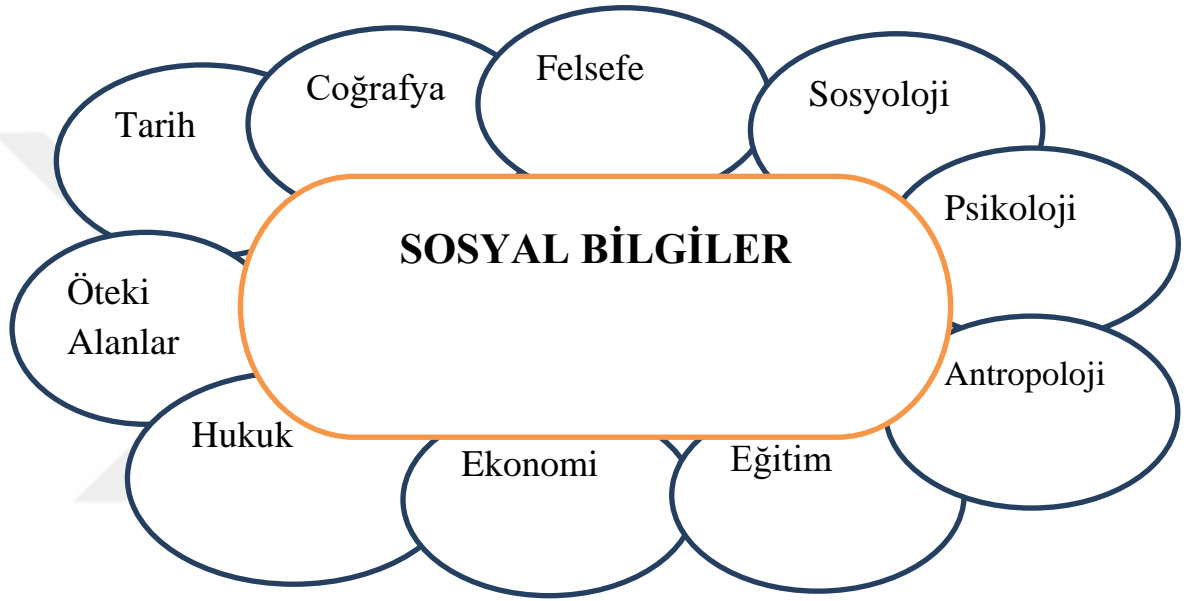 Tarih
Coğrafya
Felsefe
Sosyoloji
Psikoloji
SOSYAL BİLGİLER
Öteki
Alanlar
Antropoloji
Hukuk
Ekonomi
Eğitim